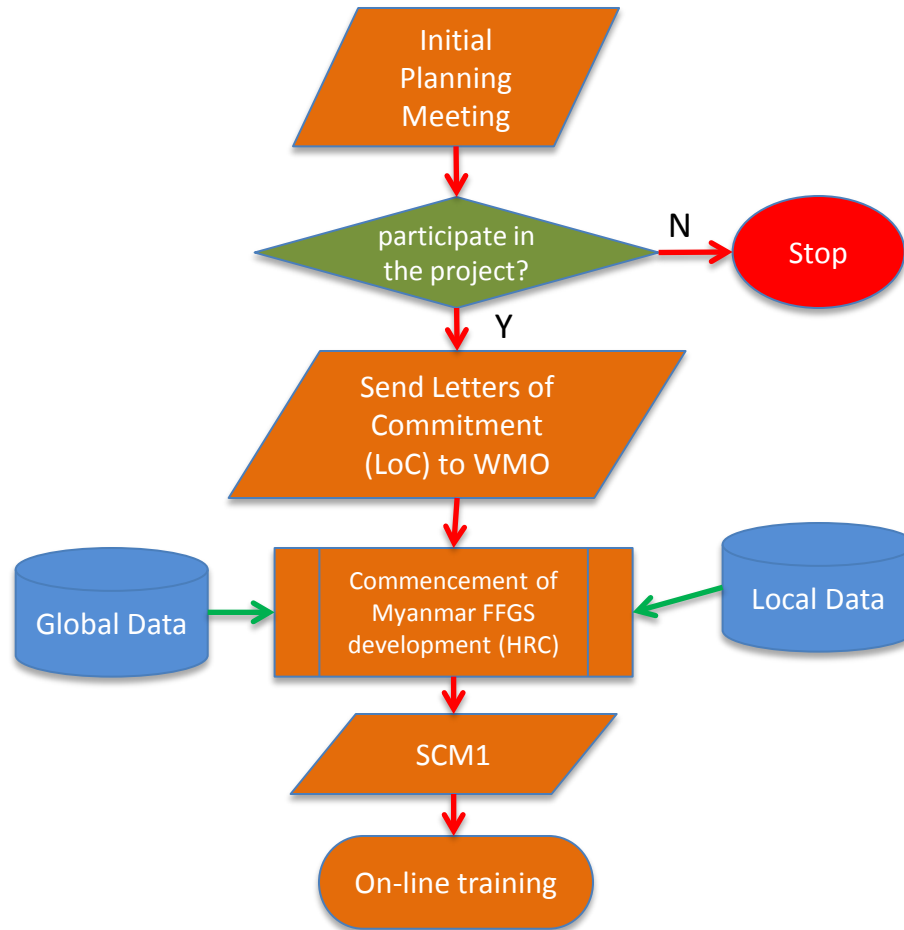 Initial
Planning
Meeting
participate in
the project?
N
Stop
Y
Send Letters of
Commitment
(LoC) to WMO
Global Data
Commencement of
Myanmar FFGS
development (HRC)
Local Data
SCM1
On-line training